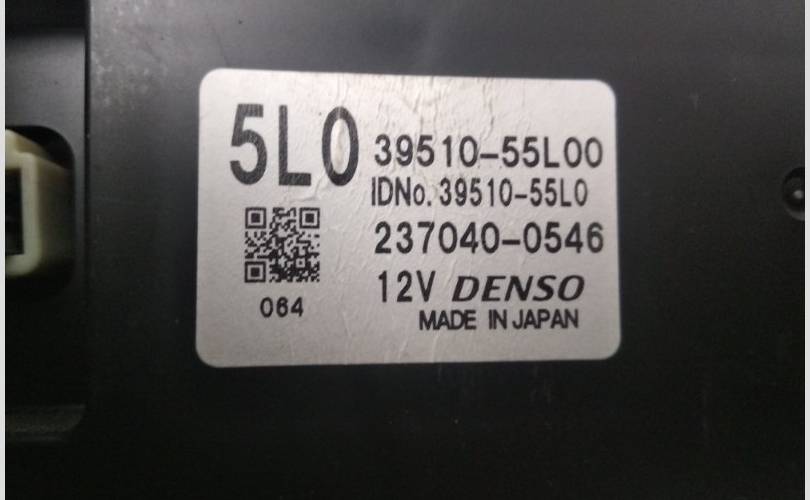 5L0
39510-55L00
IDNo. 39510-55L0
237040-0546
12V DENSO
MADE IN JAPAN
064